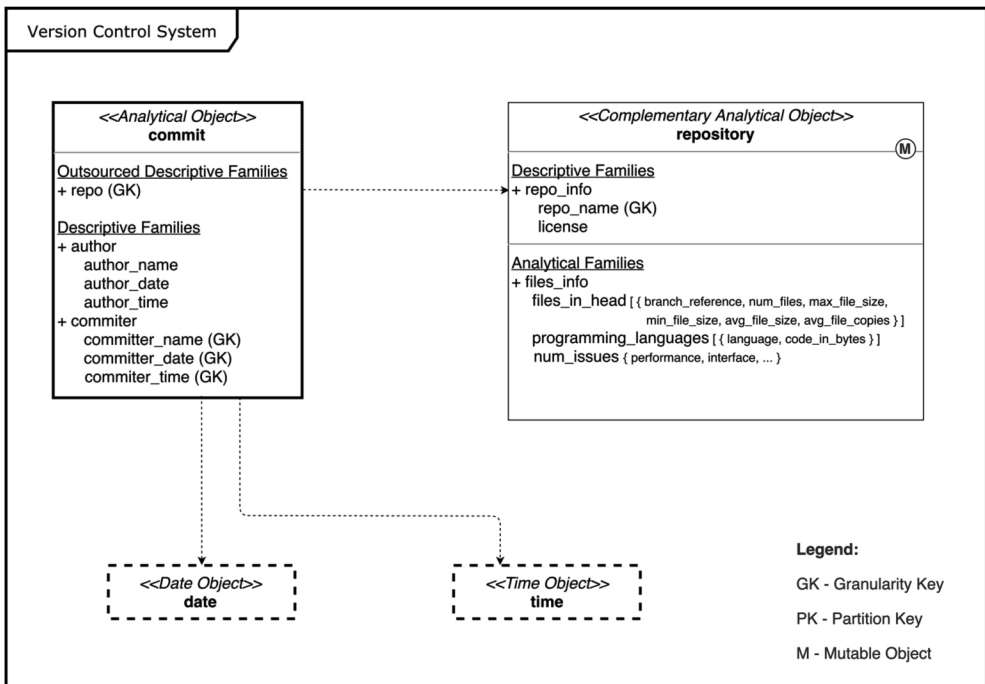 Version Control System
<<Analytical Object>>
commit
Outsourced Descriptive Families
+ repo (GK)
Descriptive Families
+ author
author_name
author_date
author_time
+ commiter
committer_name (GK)
committer_date (GK)
commiter_time (GK)
<<Complementary Analytical Object>>
repository
M
Descriptive Families
+ repo_info
repo_name (GK)
license
Analytical Families
+ files_info
files_in_head [ { branch_reference, num_files, max_file_size,
min_file_size, avg_file_size, avg_file_copies } ]
programming_languages [ { language, code_in_bytes } ]
num_issues { performance, interface, ... }
<<Date Object>>
date
<<Time Object>>
time
Legend:
GK - Granularity Key
PK - Partition Key
M - Mutable Object